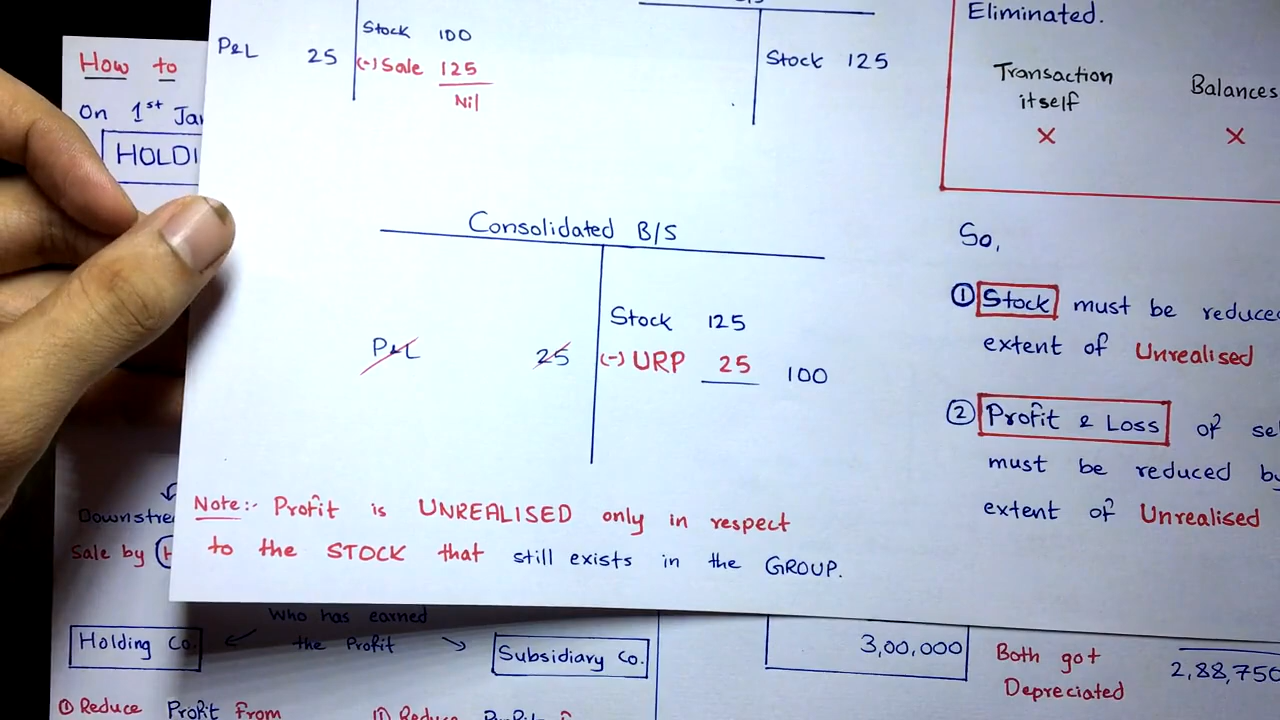 Stock 100
P&L 25
(-) Sale 125
Nil
Stock 125
Eliminated.
Transaction
itself
×
Balances
×
Consolidated B/S
Stock 125
P&L 25
(-) URP 25 100
So,
① Stock must be reduced
extent of Unrealised
② Profit & Loss of
must be reduced
extent of Unrealised
Note:- Profit is UNREALISED only in respect
to the STOCK that still exists in the GROUP.
How to
On 1st
Sale by
Who has earned
the Profit
Holding Co.
Subsidiary Co.
① Reduce Profit from
① Reduce
3,00,000
Both got
Depreciated
2,88,750